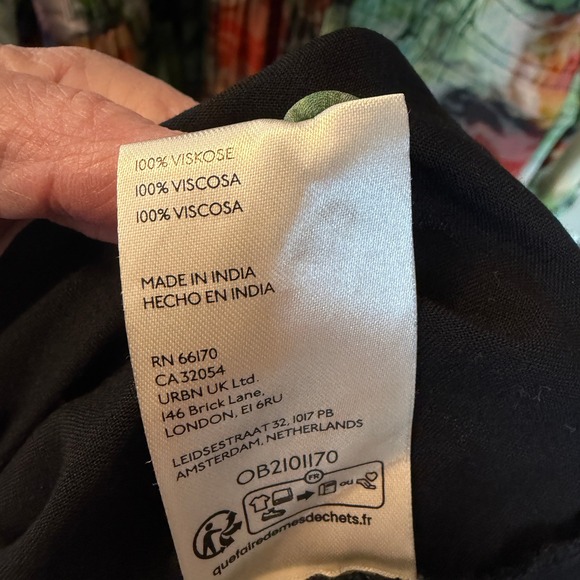 100% VISKOSE
100% VISCOSA
100% VISCOSA
MADE IN INDIA
HECHO EN INDIA
RN 66170
CA 32054
URBN UK Ltd.
146 Brick Lane,
LONDON, E1 6RU
LEIDSESTRAAT 32, 1017 PB
AMSTERDAM, NETHERLANDS
OB2101170
FR
ou
quefairedemesdechets.fr